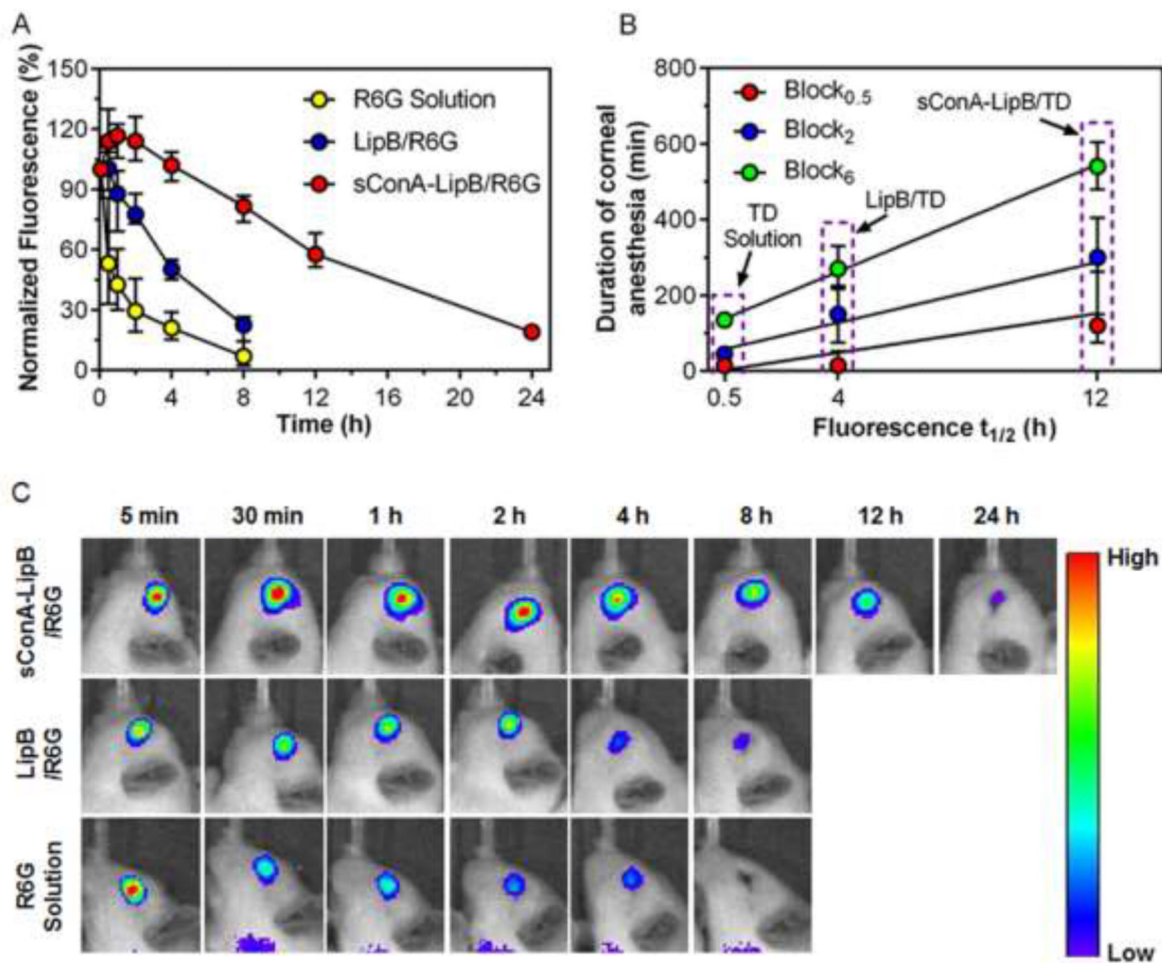 A
Normalized Fluorescence (%)
150
120
90
60
30
0
R6G Solution
LipB/R6G
sConA-LipB/R6G
0
4
8
12
16
20
24
Time (h)
B
Duration of corneal
anesthesia (min)
800
600
400
200
0
Block0.5
Block2
Block6
sConA-LipB/TD
LipB/TD
TD
Solution
0.5
4
12
Fluorescence t1/2 (h)
C
5 min
30 min
1 h
2 h
4 h
8 h
12 h
24 h
sConA-LipB
/R6G
LipB
/R6G
R6G
Solution
High
Low